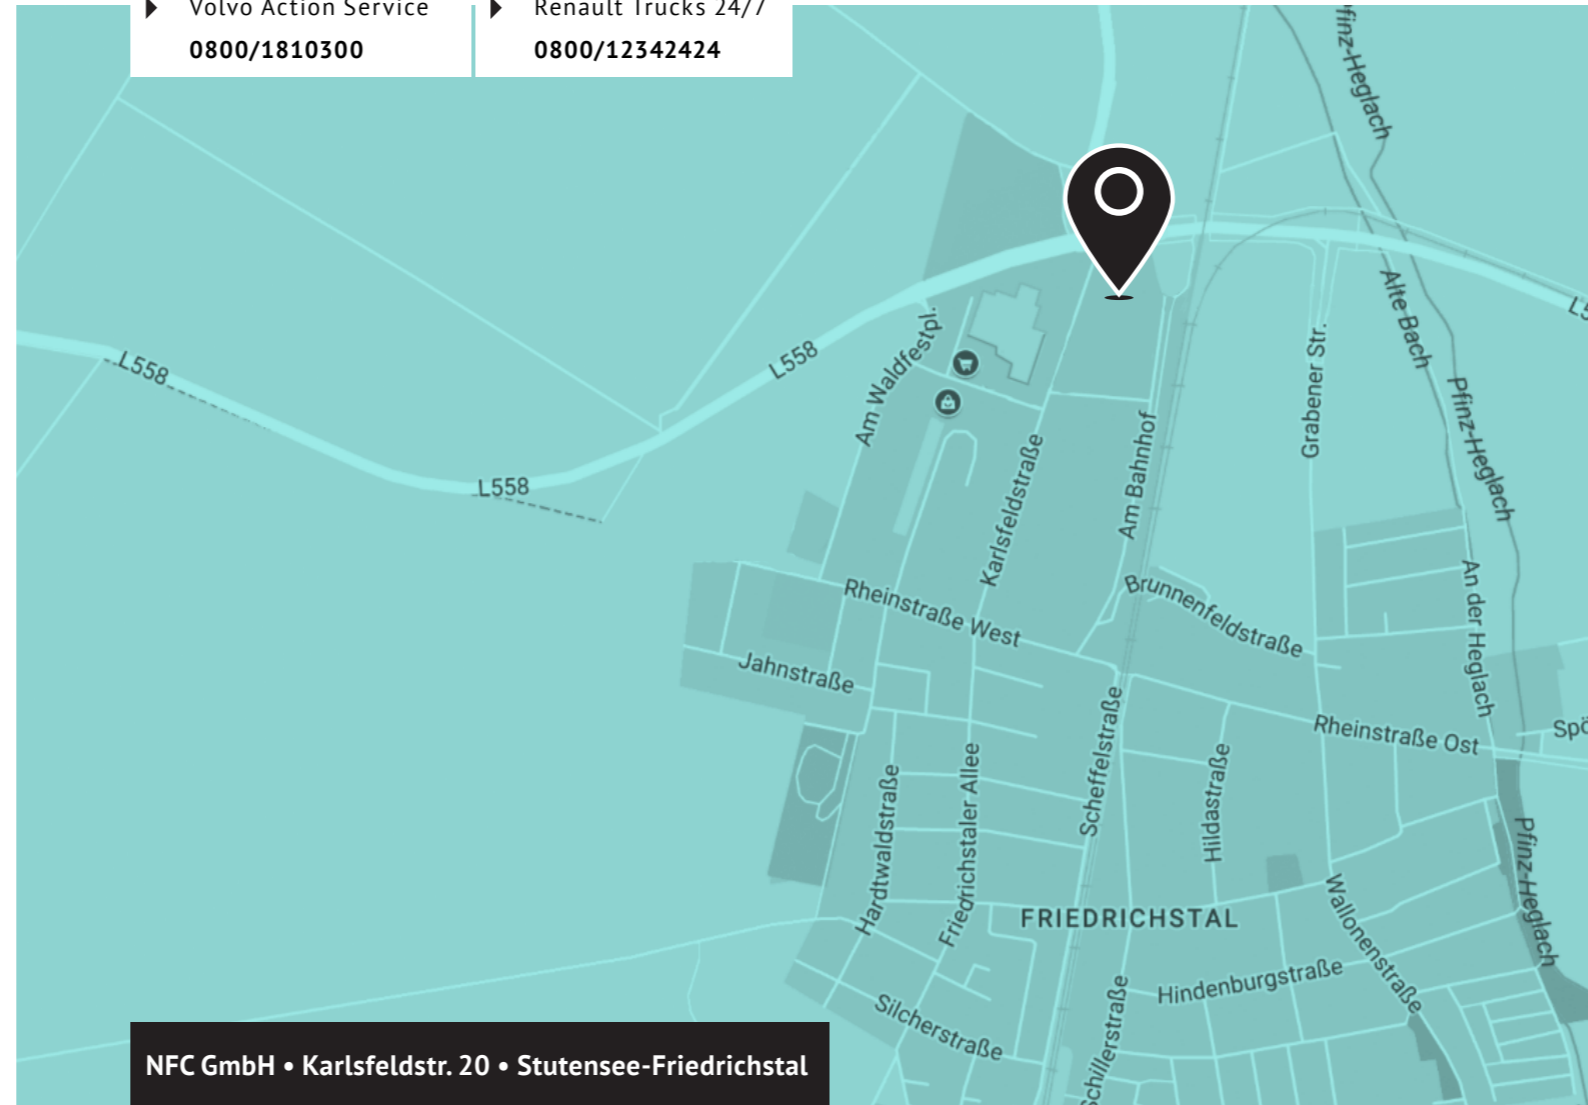 Volvo Action Service
0800/1810300
Renault Trucks 24/7
0800/12342424
Pfinz-Heglach
L558
L558
L558
Am Waldfestpl.
Karlsfeldstraße
Am Bahnhof
Grabener Str.
Alte Bach
Pfinz-Heglach
Brunnenfeldstraße
An der Heglach
Rheinstraße West
Jahnstraße
Rheinstraße Ost
Scheffelstraße
Hildastraße
Hardtwaldstraße
Friedrichstaler Allee
Pfinz-Heglach
FRIEDRICHSTAL
Wallonenstraße
Hindenburgstraße
Silcherstraße
Schillerstraße
NFC GmbH • Karlsfeldstr. 20 • Stutensee-Friedrichstal